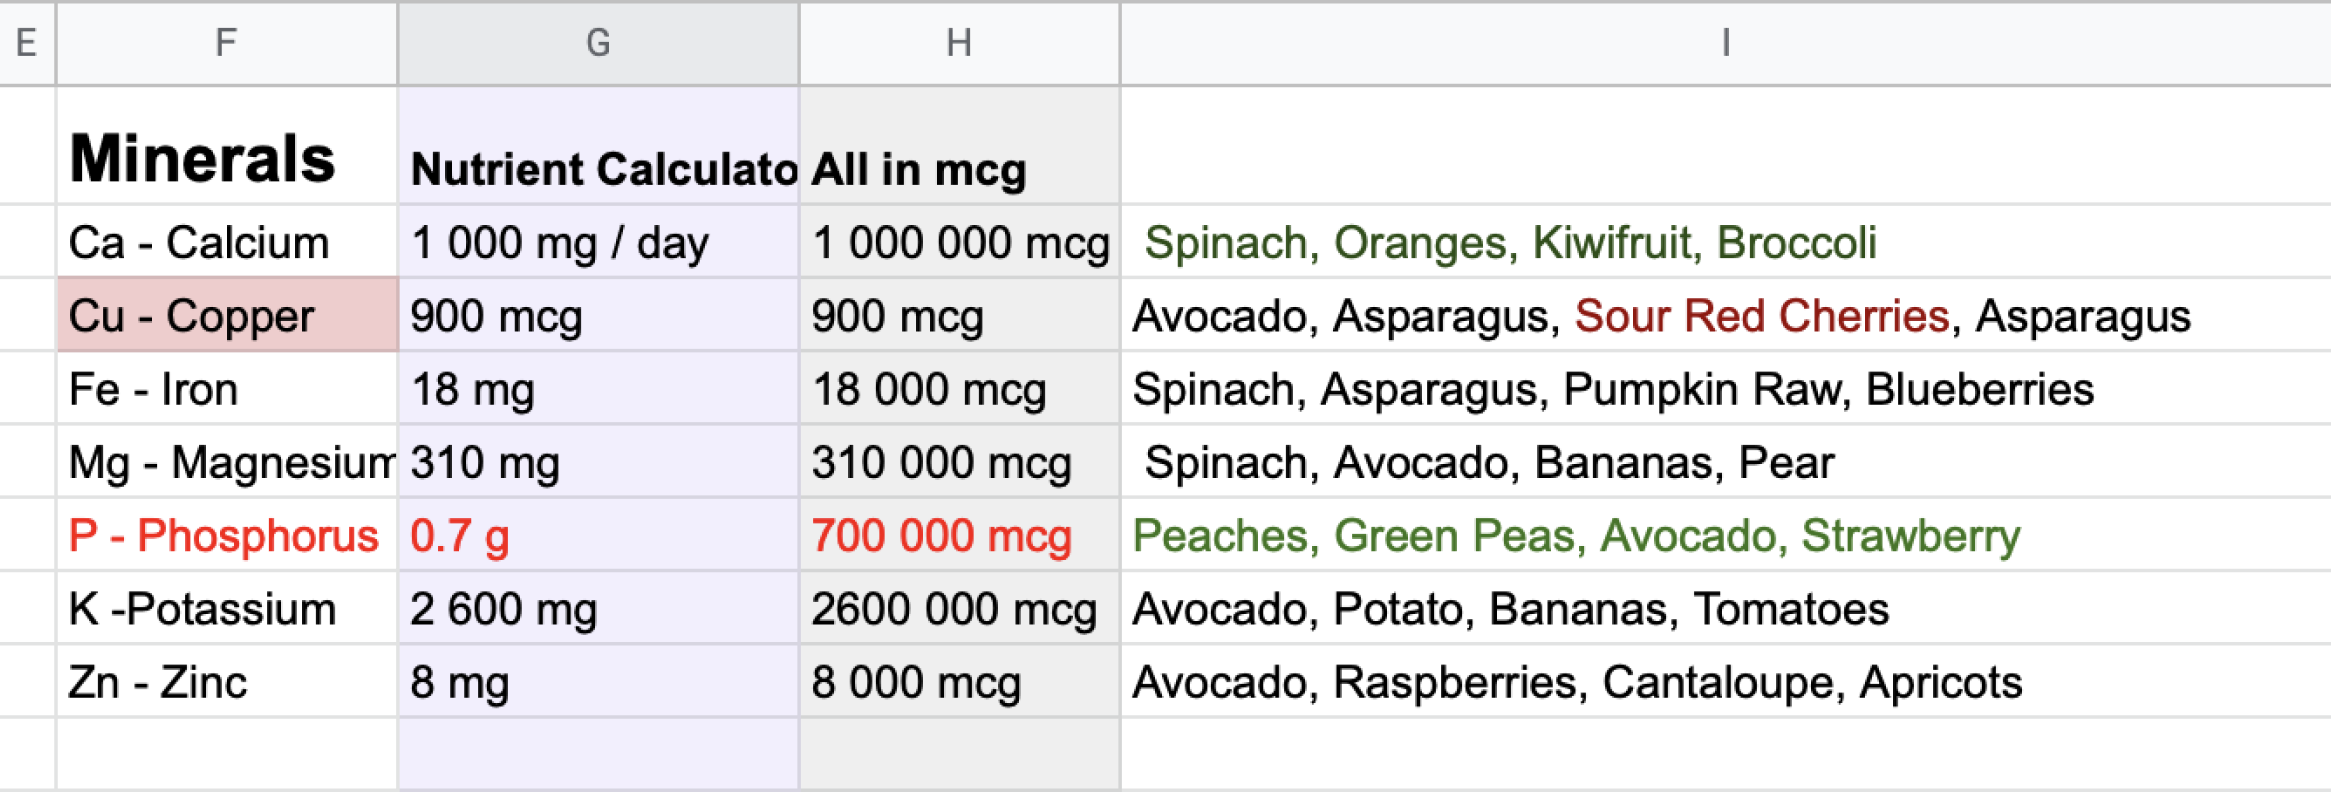 E F G H I
Minerals Nutrient Calculato All in mcg
Ca - Calcium 1 000 mg / day 1 000 000 mcg Spinach, Oranges, Kiwifruit, Broccoli
Cu - Copper 900 mcg 900 mcg Avocado, Asparagus, Sour Red Cherries, Asparagus
Fe - Iron 18 mg 18 000 mcg Spinach, Asparagus, Pumpkin Raw, Blueberries
Mg - Magnesium 310 mg 310 000 mcg Spinach, Avocado, Bananas, Pear
P - Phosphorus 0.7 g 700 000 mcg Peaches, Green Peas, Avocado, Strawberry
K -Potassium 2 600 mg 2600 000 mcg Avocado, Potato, Bananas, Tomatoes
Zn - Zinc 8 mg 8 000 mcg Avocado, Raspberries, Cantaloupe, Apricots